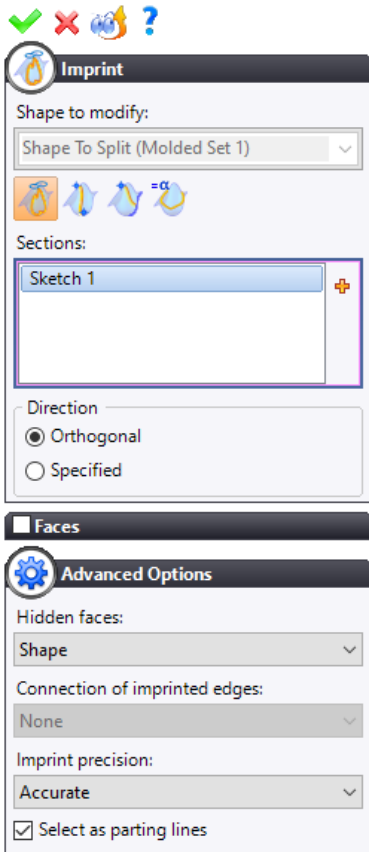 ?
Imprint
Shape to modify:
Shape To Split (Molded Set 1)
=α
Sections:
Sketch 1
Direction
Orthogonal
Specified
Faces
Advanced Options
Hidden faces:
Shape
Connection of imprinted edges:
None
Imprint precision:
Accurate
Select as parting lines